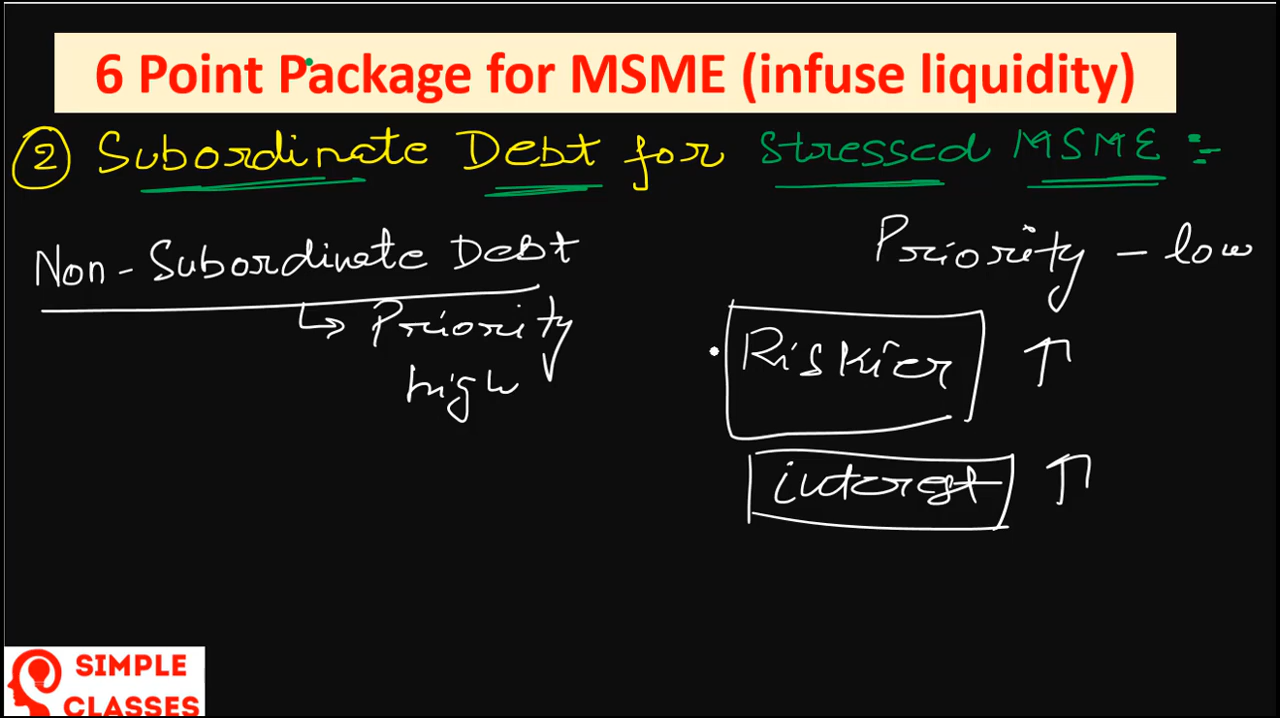 6 Point Package for MSME (infuse liquidity)
2 Subordinate Debt for Stressed MSME :-
Non-Subordinate Debt
↳ Priority
high
Priority - low
Riskier ↑
interest ↑
SIMPLE
CLASSES